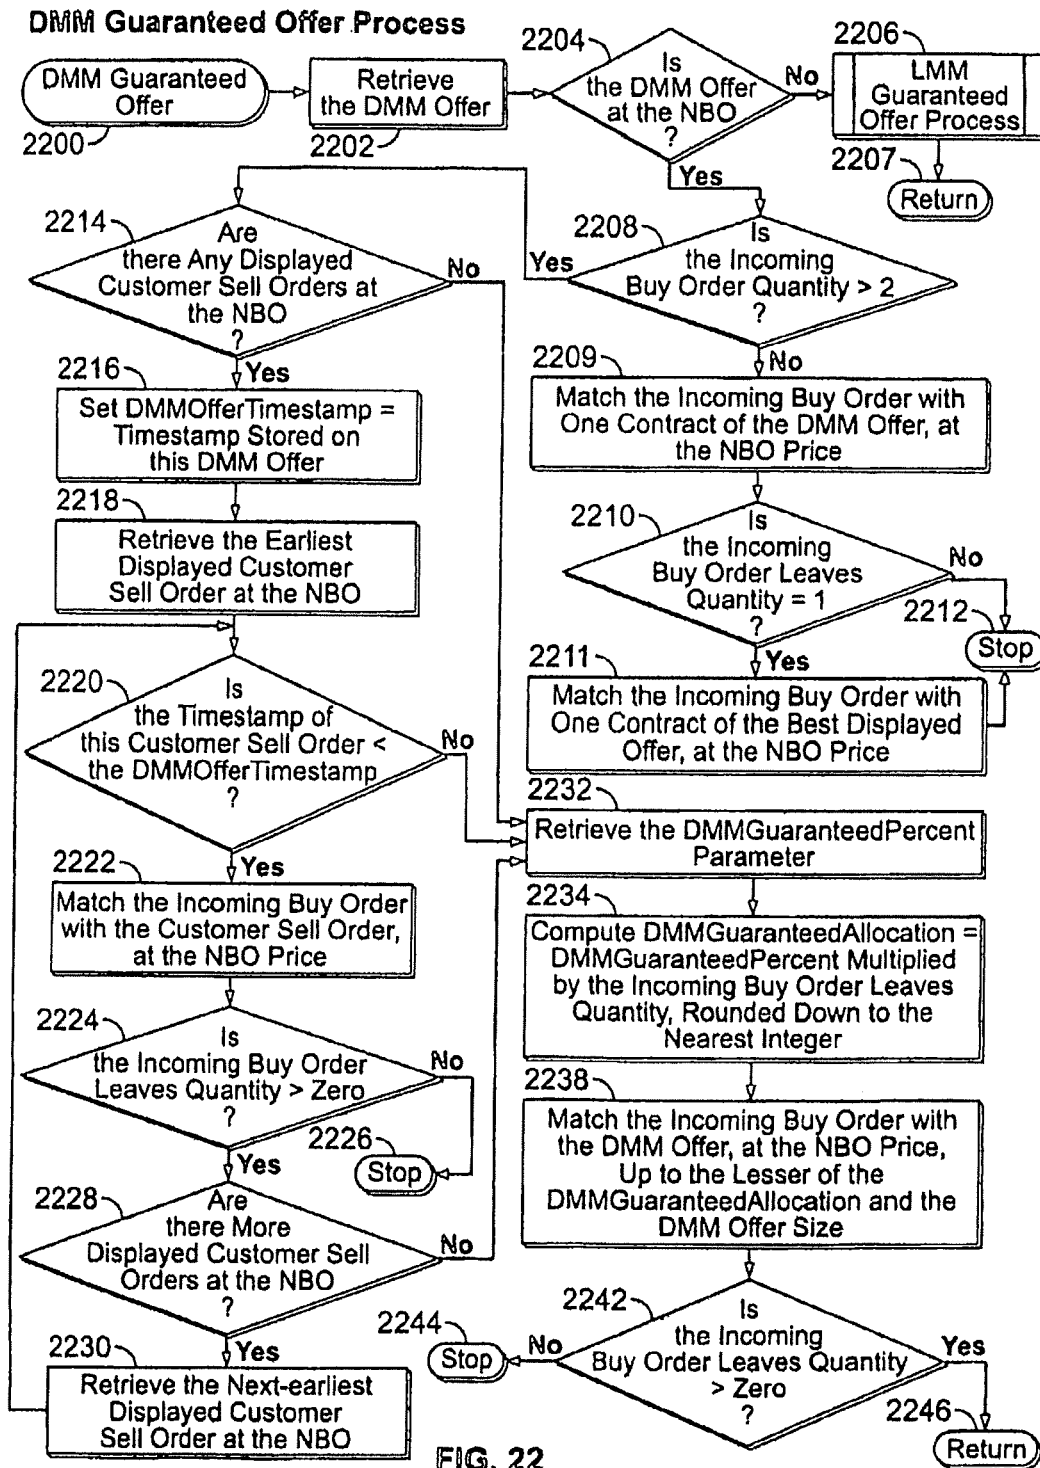 DMM Guaranteed Offer Process
2200
DMM Guaranteed
Offer
2202
Retrieve
the DMM Offer
2204
Is
the DMM Offer
at the NBO
?
No
Yes
2206
LMM
Guaranteed
Offer Process
2207
Return
2208
Is
the Incoming
Buy Order Quantity > 2
?
Yes
No
2209
Match the Incoming Buy Order with
One Contract of the DMM Offer, at
the NBO Price
2210
Is
the Incoming
Buy Order Leaves
Quantity = 1
?
No
Yes
2212
Stop
2211
Match the Incoming Buy Order with
One Contract of the Best Displayed
Offer, at the NBO Price
2214
Are
there Any Displayed
Customer Sell Orders at
the NBO
?
No
Yes
2216
Set DMMOfferTimestamp =
Timestamp Stored on
this DMM Offer
2218
Retrieve the Earliest
Displayed Customer
Sell Order at the NBO
2220
Is
the Timestamp of
this Customer Sell Order <
the DMMOfferTimestamp
?
No
Yes
2222
Match the Incoming Buy Order
with the Customer Sell Order,
at the NBO Price
2224
Is
the Incoming Buy Order
Leaves Quantity > Zero
?
No
Yes
2226
Stop
2228
Are
there More
Displayed Customer Sell
Orders at the NBO
?
No
Yes
2230
Retrieve the Next-earliest
Displayed Customer
Sell Order at the NBO
2232
Retrieve the DMMGuaranteedPercent
Parameter
2234
Compute DMMGuaranteedAllocation =
DMMGuaranteedPercent Multiplied
by the Incoming Buy Order Leaves
Quantity, Rounded Down to the
Nearest Integer
2238
Match the Incoming Buy Order with
the DMM Offer, at the NBO Price,
Up to the Lesser of the
DMMGuaranteedAllocation and the
DMM Offer Size
2242
Is
the Incoming
Buy Order Leaves Quantity
> Zero
?
No
Yes
2244
Stop
2246
Return
FIG. 22